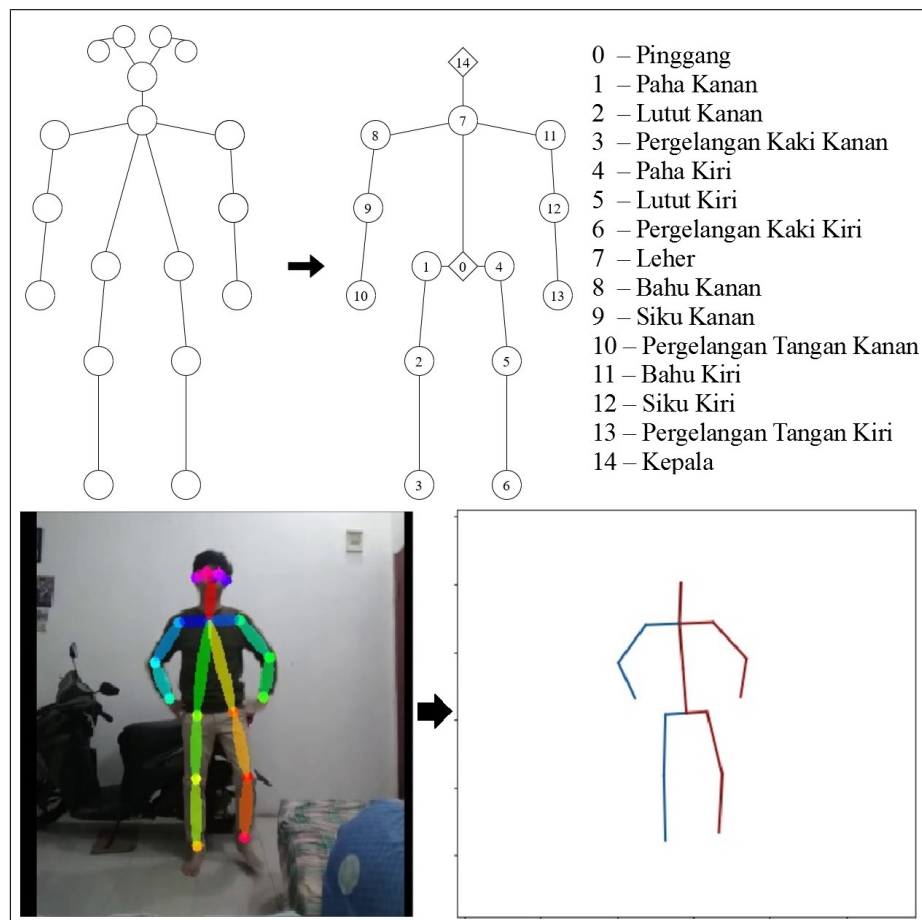 0 – Pinggang
1 – Paha Kanan
2 – Lutut Kanan
3 – Pergelangan Kaki Kanan
4 – Paha Kiri
5 – Lutut Kiri
6 – Pergelangan Kaki Kiri
7 – Leher
8 – Bahu Kanan
9 – Siku Kanan
10 – Pergelangan Tangan Kanan
11 – Bahu Kiri
12 – Siku Kiri
13 – Pergelangan Tangan Kiri
14 – Kepala
14
7
8 11
9 12
1 0 4
10 13
2 5
3 6